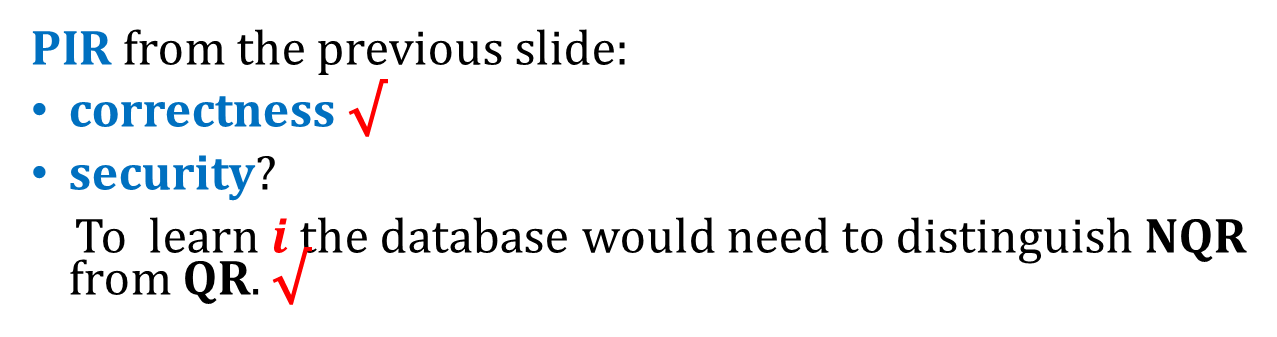 PIR from the previous slide:
• correctness √
• security?
To learn i the database would need to distinguish NQR
from QR. √